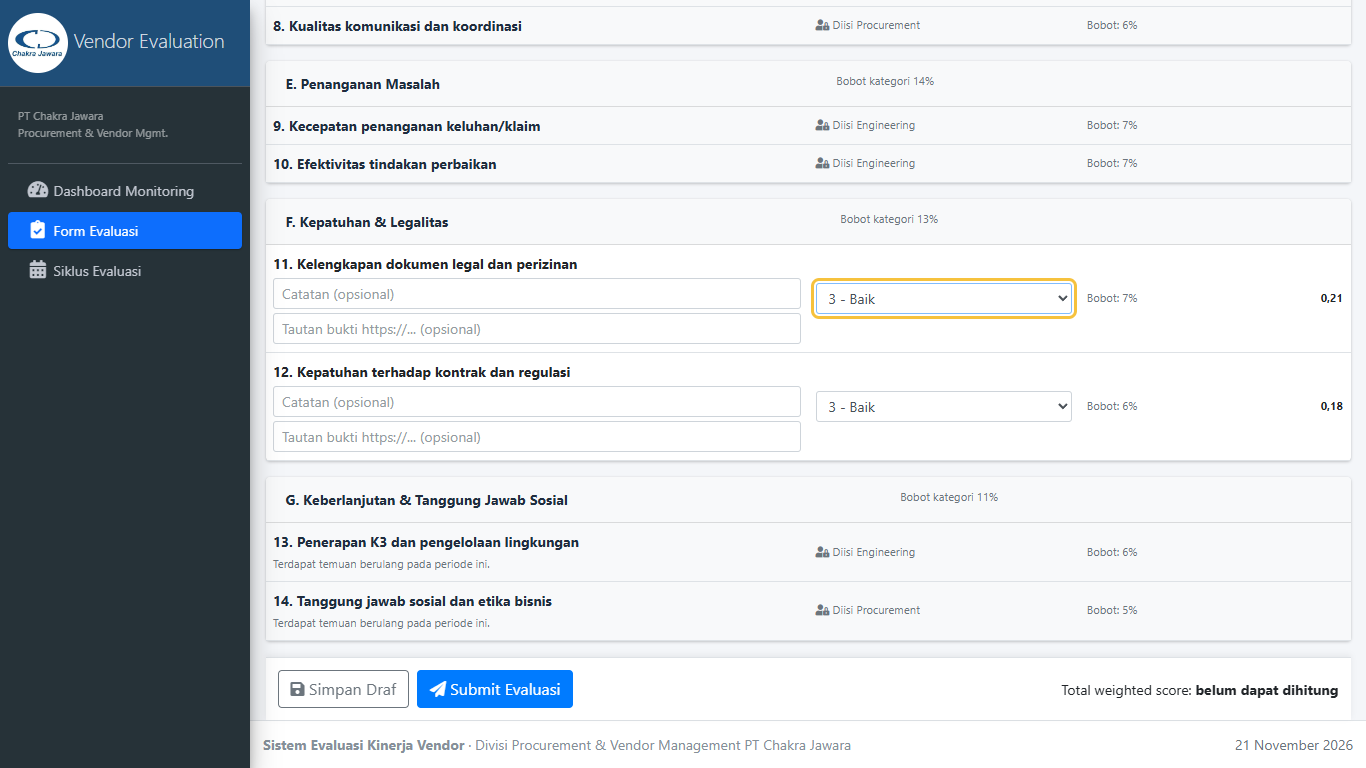 Chakra Jawara
Vendor Evaluation
PT Chakra Jawara
Procurement & Vendor Mgmt.
Dashboard Monitoring
Form Evaluasi
Siklus Evaluasi
8. Kualitas komunikasi dan koordinasi Diisi Procurement Bobot: 6%
E. Penanganan Masalah Bobot kategori 14%
9. Kecepatan penanganan keluhan/klaim Diisi Engineering Bobot: 7%
10. Efektivitas tindakan perbaikan Diisi Engineering Bobot: 7%
F. Kepatuhan & Legalitas Bobot kategori 13%
11. Kelengkapan dokumen legal dan perizinan
Catatan (opsional) 3 - Baik Bobot: 7% 0,21
Tautan bukti https://... (opsional)
12. Kepatuhan terhadap kontrak dan regulasi
Catatan (opsional) 3 - Baik Bobot: 6% 0,18
Tautan bukti https://... (opsional)
G. Keberlanjutan & Tanggung Jawab Sosial Bobot kategori 11%
13. Penerapan K3 dan pengelolaan lingkungan Diisi Engineering Bobot: 6%
Terdapat temuan berulang pada periode ini.
14. Tanggung jawab sosial dan etika bisnis Diisi Procurement Bobot: 5%
Terdapat temuan berulang pada periode ini.
Simpan Draf Submit Evaluasi Total weighted score: belum dapat dihitung
Sistem Evaluasi Kinerja Vendor · Divisi Procurement & Vendor Management PT Chakra Jawara 21 November 2026